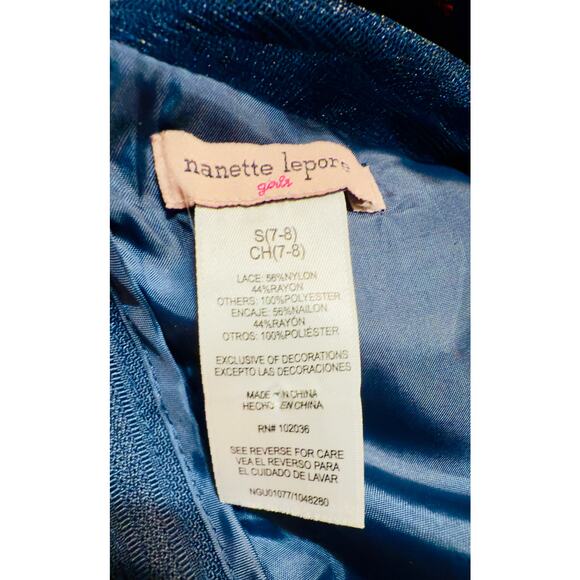 nanette lepore
girls
S(7-8)
CH(7-8)
LACE: 56%NYLON
44%RAYON
OTHERS: 100%POLYESTER
ENCAJE: 56%NAILON
44%RAYÓN
OTROS: 100%POLIÉSTER
EXCLUSIVE OF DECORATIONS
EXCEPTO LAS DECORACIONES
MADE IN CHINA
HECHO EN CHINA
RN# 102036
SEE REVERSE FOR CARE
VEA EL REVERSO PARA
EL CUIDADO DE LAVAR
NGU01077/1048280